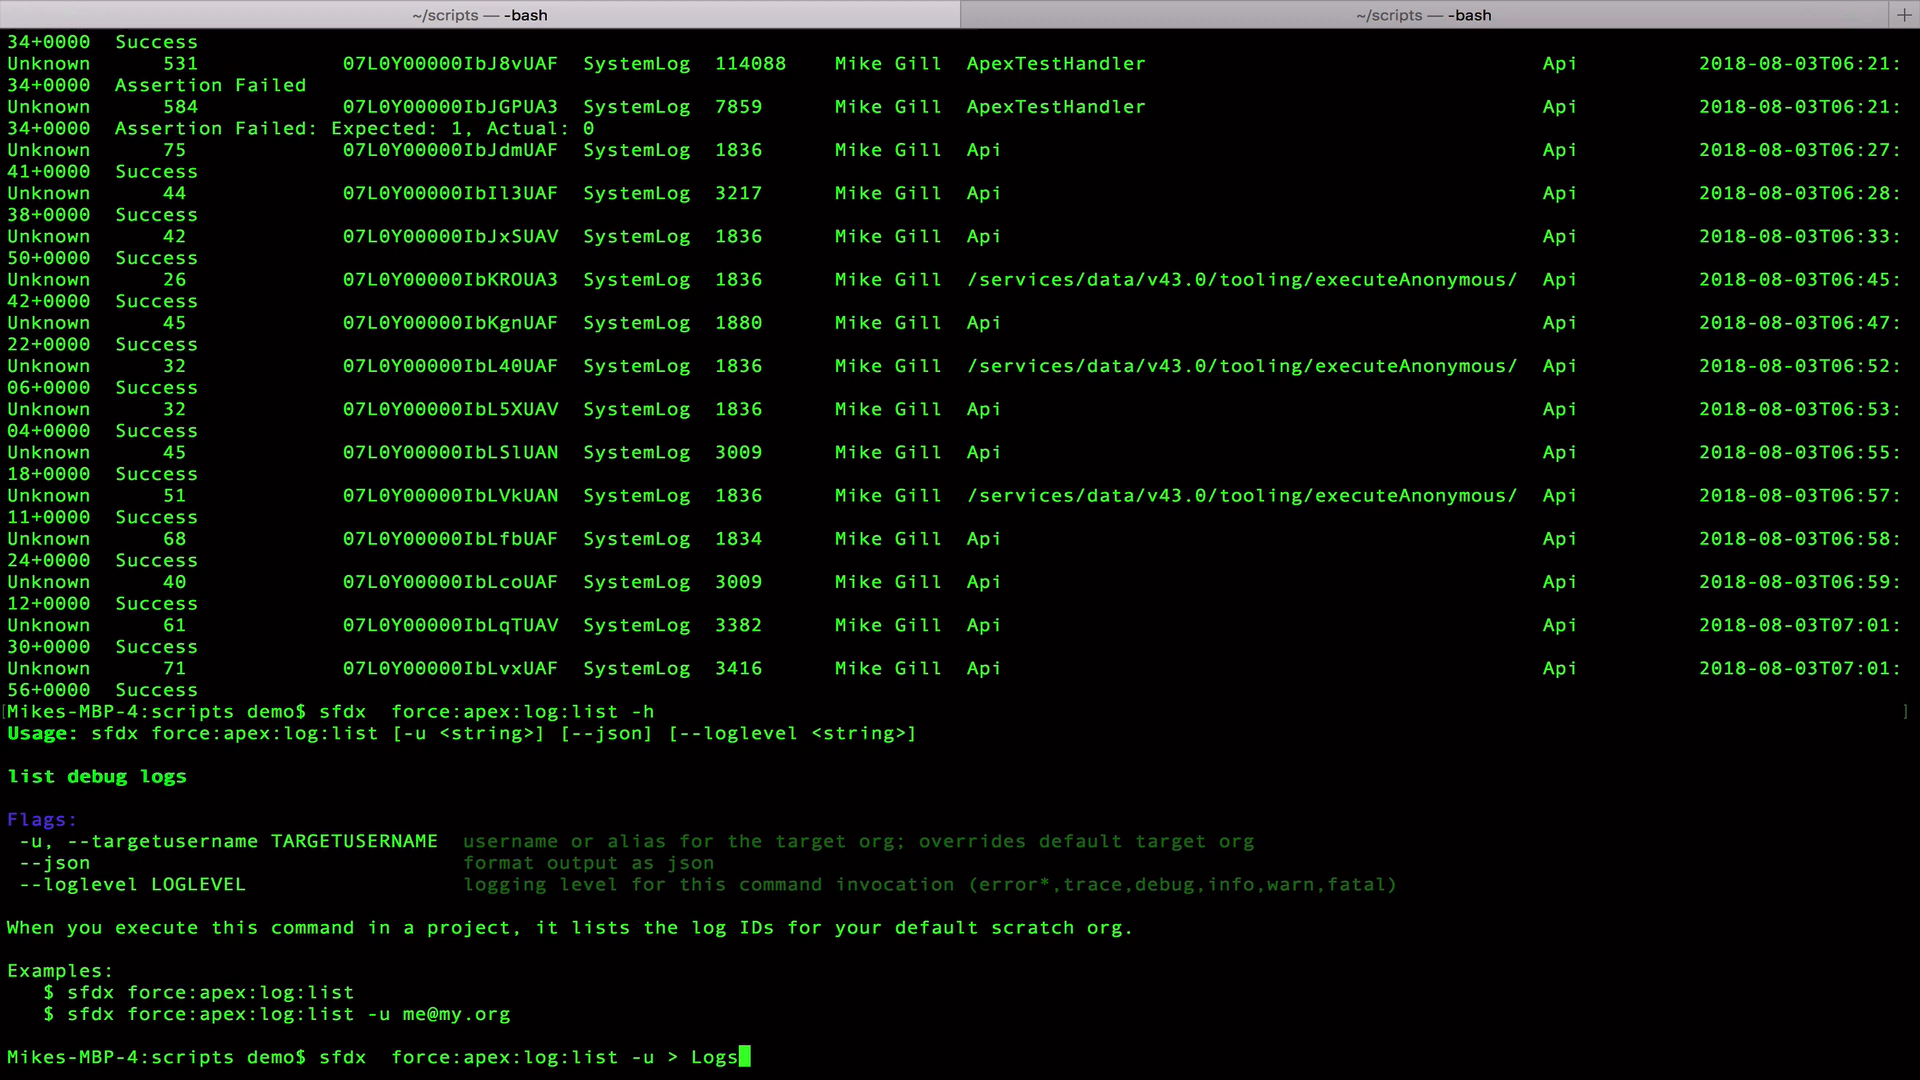 ~/scripts — -bash ~/scripts — -bash +
34+0000 Success
Unknown 531 07L0Y00000IbJ8vUAF SystemLog 114088 Mike Gill ApexTestHandler Api 2018-08-03T06:21:
34+0000 Assertion Failed
Unknown 584 07L0Y00000IbJGPUA3 SystemLog 7859 Mike Gill ApexTestHandler Api 2018-08-03T06:21:
34+0000 Assertion Failed: Expected: 1, Actual: 0
Unknown 75 07L0Y00000IbJdmUAF SystemLog 1836 Mike Gill Api Api 2018-08-03T06:27:
41+0000 Success
Unknown 44 07L0Y00000IbIl3UAF SystemLog 3217 Mike Gill Api Api 2018-08-03T06:28:
38+0000 Success
Unknown 42 07L0Y00000IbJxSUAV SystemLog 1836 Mike Gill Api Api 2018-08-03T06:33:
50+0000 Success
Unknown 26 07L0Y00000IbKROUA3 SystemLog 1836 Mike Gill /services/data/v43.0/tooling/executeAnonymous/ Api 2018-08-03T06:45:
42+0000 Success
Unknown 45 07L0Y00000IbKgnUAF SystemLog 1880 Mike Gill Api Api 2018-08-03T06:47:
22+0000 Success
Unknown 32 07L0Y00000IbL40UAF SystemLog 1836 Mike Gill /services/data/v43.0/tooling/executeAnonymous/ Api 2018-08-03T06:52:
06+0000 Success
Unknown 32 07L0Y00000IbL5XUAV SystemLog 1836 Mike Gill Api Api 2018-08-03T06:53:
04+0000 Success
Unknown 45 07L0Y00000IbLSlUAN SystemLog 3009 Mike Gill Api Api 2018-08-03T06:55:
18+0000 Success
Unknown 51 07L0Y00000IbLVkUAN SystemLog 1836 Mike Gill /services/data/v43.0/tooling/executeAnonymous/ Api 2018-08-03T06:57:
11+0000 Success
Unknown 68 07L0Y00000IbLfbUAF SystemLog 1834 Mike Gill Api Api 2018-08-03T06:58:
24+0000 Success
Unknown 40 07L0Y00000IbLcoUAF SystemLog 3009 Mike Gill Api Api 2018-08-03T06:59:
12+0000 Success
Unknown 61 07L0Y00000IbLqTUAV SystemLog 3382 Mike Gill Api Api 2018-08-03T07:01:
30+0000 Success
Unknown 71 07L0Y00000IbLvxUAF SystemLog 3416 Mike Gill Api Api 2018-08-03T07:01:
56+0000 Success
[Mikes-MBP-4:scripts demo$ sfdx  force:apex:log:list -h ]
Usage: sfdx force:apex:log:list [-u <string>] [--json] [--loglevel <string>]
list debug logs
Flags:
-u, --targetusername TARGETUSERNAME username or alias for the target org; overrides default target org
--json format output as json
--loglevel LOGLEVEL logging level for this command invocation (error*,trace,debug,info,warn,fatal)
When you execute this command in a project, it lists the log IDs for your default scratch org.
Examples:
$ sfdx force:apex:log:list
$ sfdx force:apex:log:list -u me@my.org
Mikes-MBP-4:scripts demo$ sfdx  force:apex:log:list -u > Logs